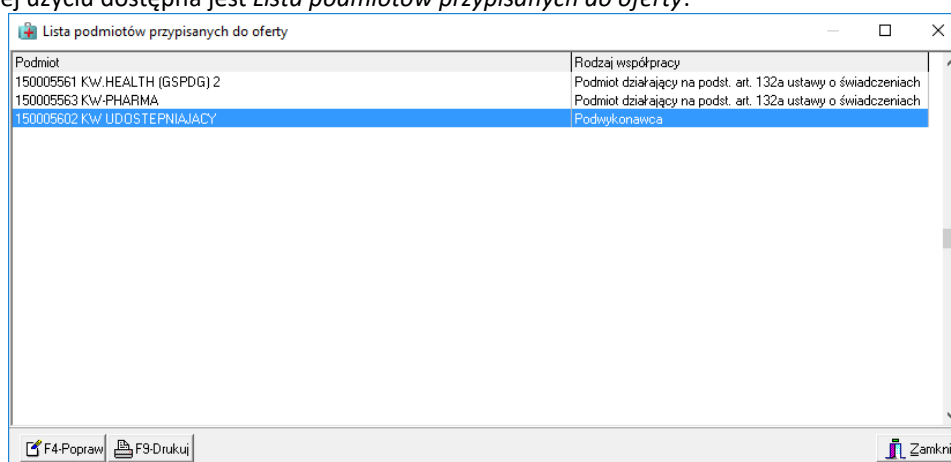 ej użyciu dostępna jest Lista podmiotów przypisanych do oferty.
Lista podmiotów przypisanych do oferty
Podmiot Rodzaj współpracy
150005561 KW.HEALTH (GSPDG) 2 Podmiot działający na podst. art. 132a ustawy o świadczeniach
150005563 KW-PHARMA Podmiot działający na podst. art. 132a ustawy o świadczeniach
150005602 KW UDOSTEPNIAJACY Podwykonawca
F4-Popraw F9-Drukuj Zamkni